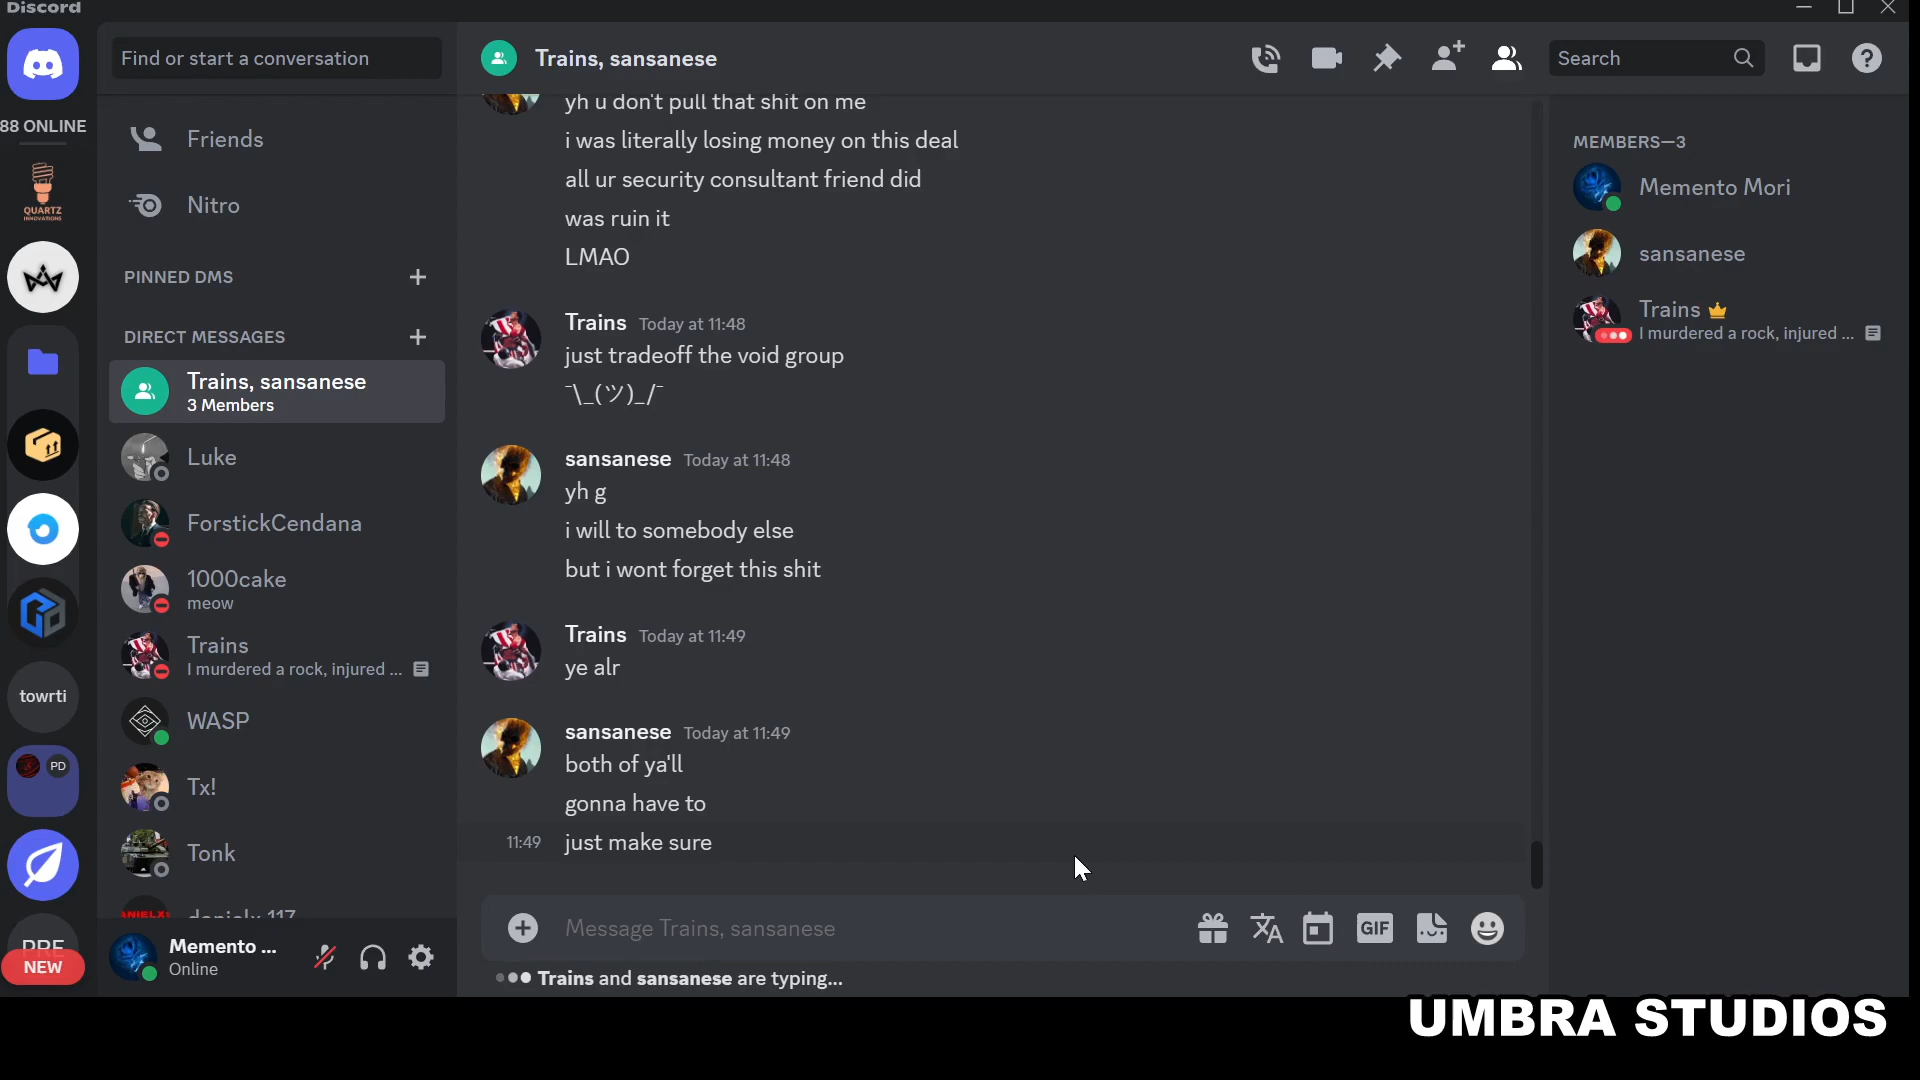 Discord
88 ONLINE
QUARTZ
INNOVATIONS
towrti
PD
PRE
NEW
Find or start a conversation
Friends
Nitro
PINNED DMS
DIRECT MESSAGES
Trains, sansanese
3 Members
Luke
ForstickCendana
1000cake
meow
Trains
I murdered a rock, injured ...
WASP
Tx!
Tonk
Memento ...
Online
Trains, sansanese
Search
yh u don't pull that shit on me
i was literally losing money on this deal
all ur security consultant friend did
was ruin it
LMAO
Trains Today at 11:48
just tradeoff the void group
¯\_(ツ)_/¯
sansanese Today at 11:48
yh g
i will to somebody else
but i wont forget this shit
Trains Today at 11:49
ye alr
sansanese Today at 11:49
both of ya'll
gonna have to
11:49 just make sure
Message Trains, sansanese
GIF
Trains and sansanese are typing...
MEMBERS—3
Memento Mori
sansanese
Trains
I murdered a rock, injured ...
UMBRA STUDIOS